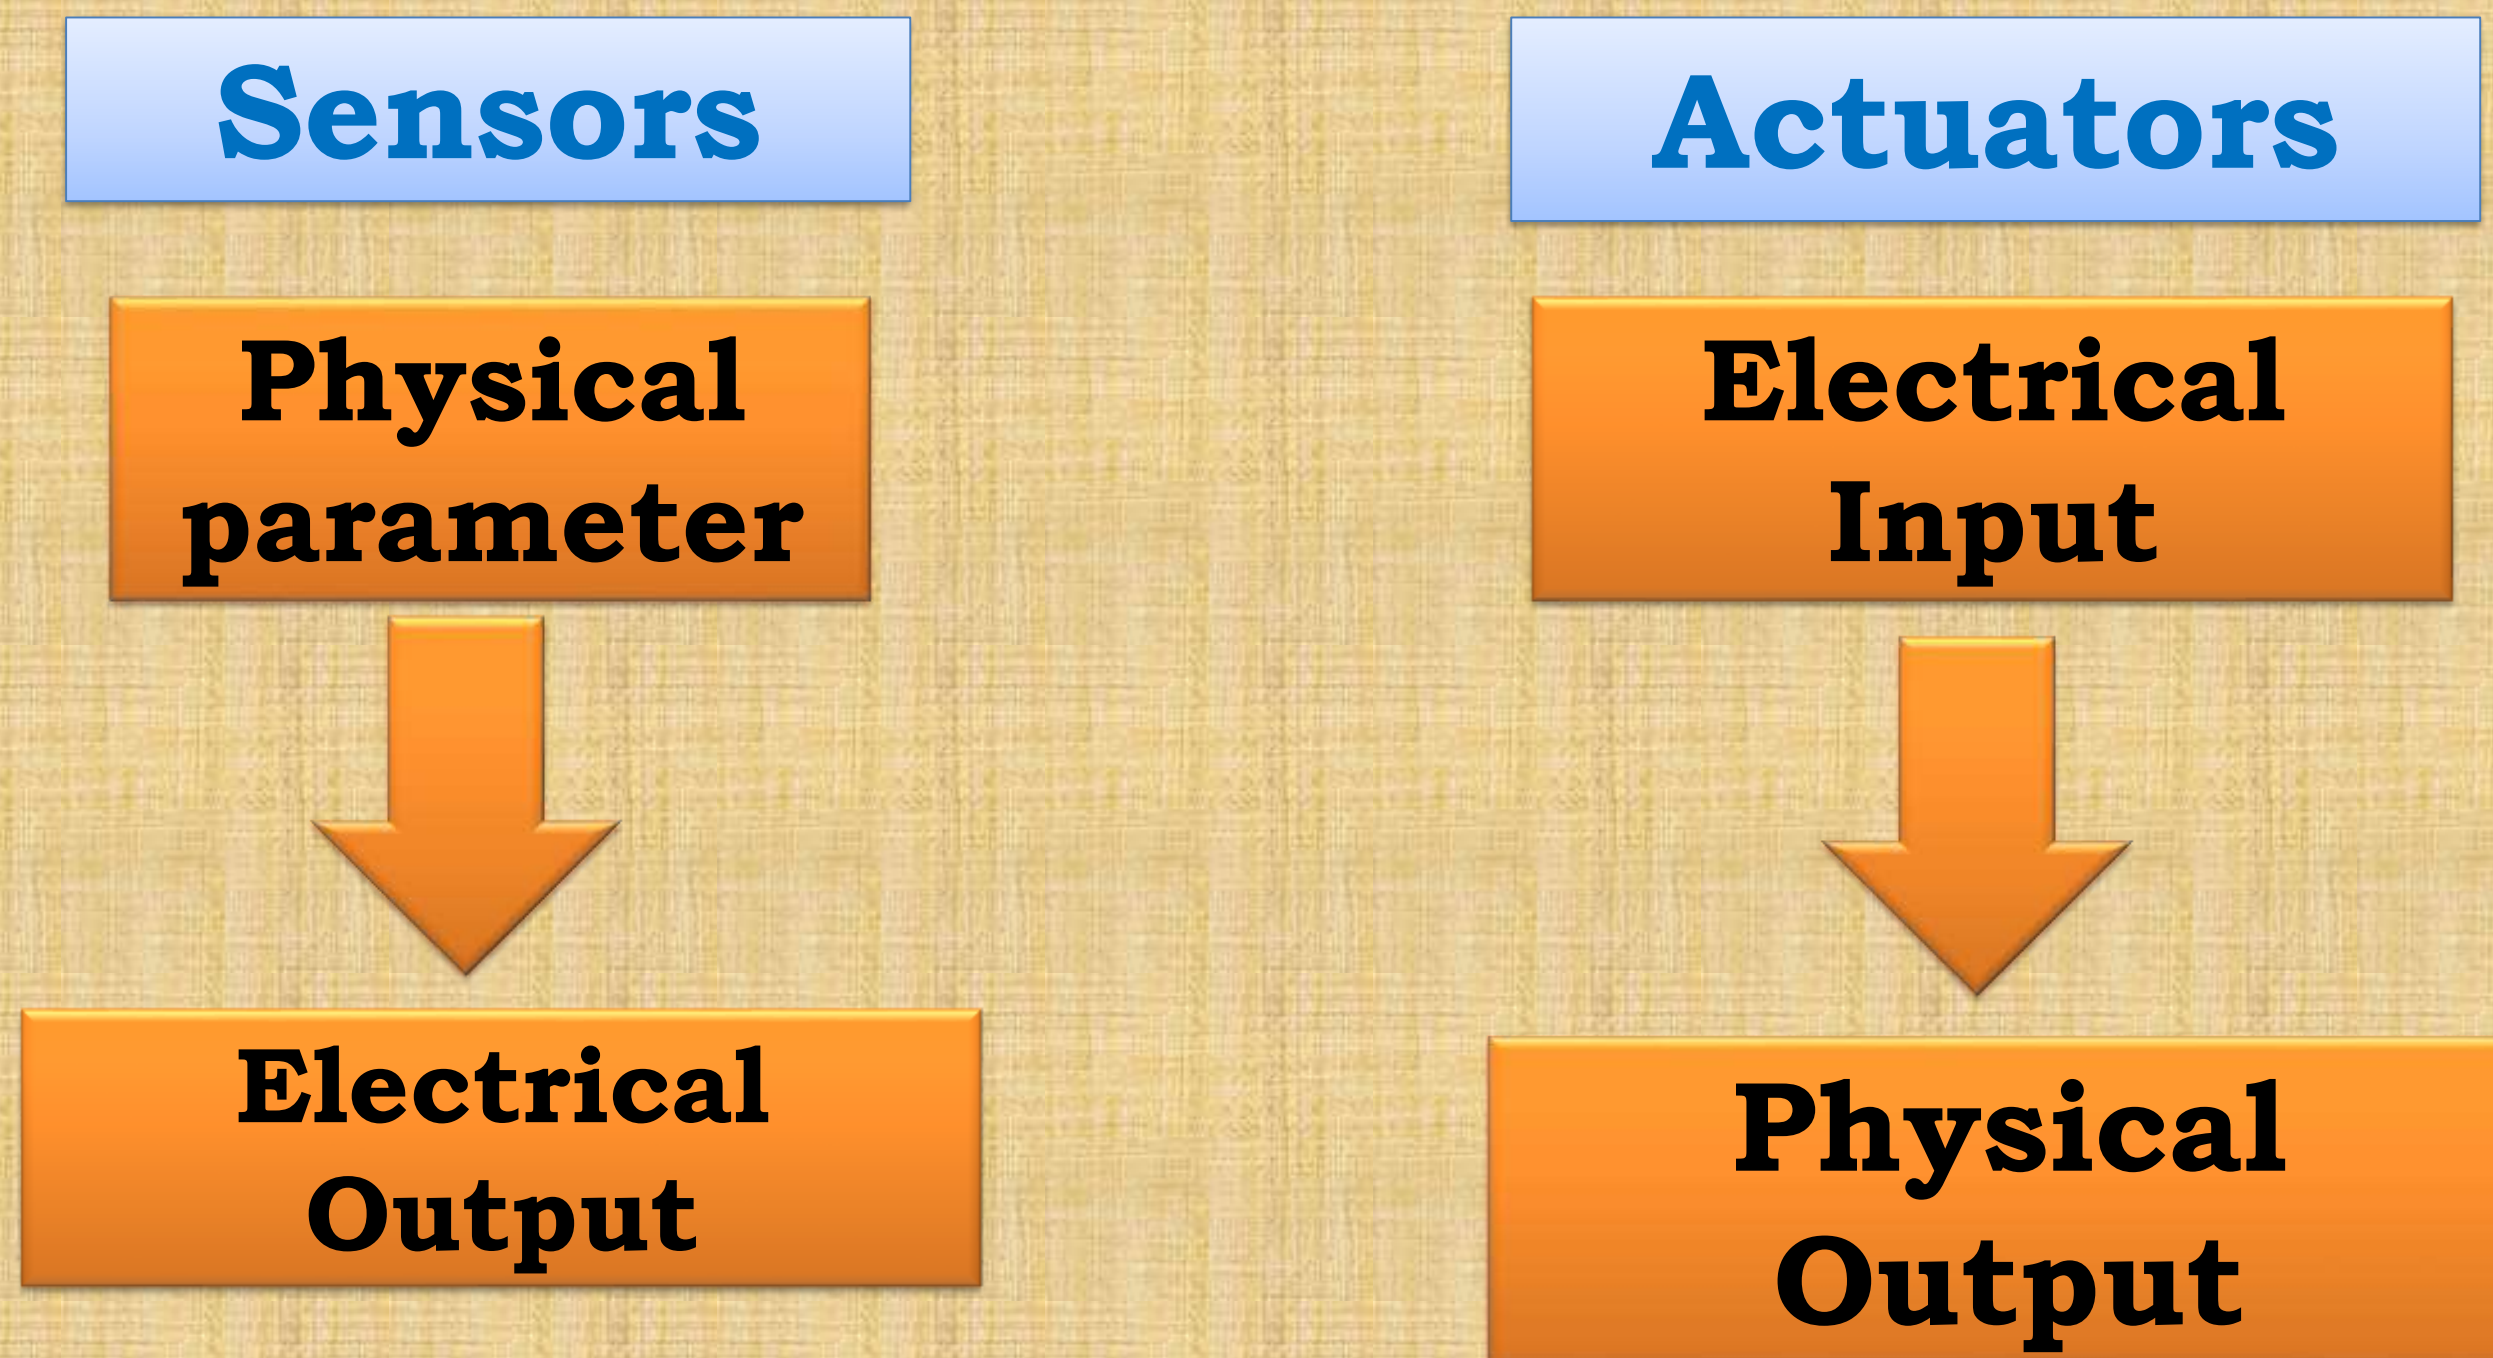 Sensors
Physical
parameter
Electrical
Output
Actuators
Electrical
Input
Physical
Output